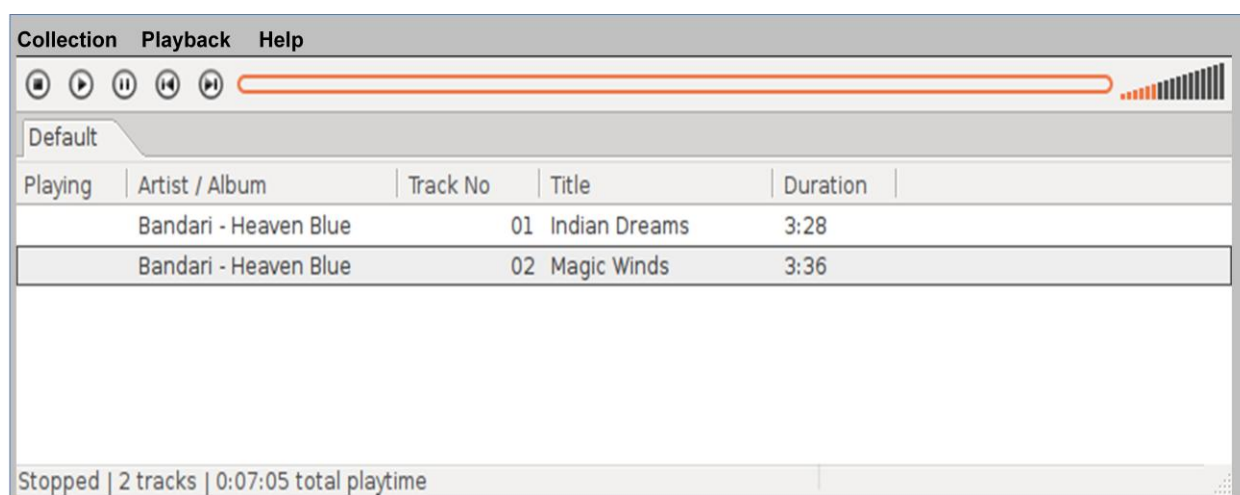 Collection Playback Help
Default
Playing Artist / Album Track No Title Duration
Bandari - Heaven Blue 01 Indian Dreams 3:28
Bandari - Heaven Blue 02 Magic Winds 3:36
Stopped | 2 tracks | 0:07:05 total playtime